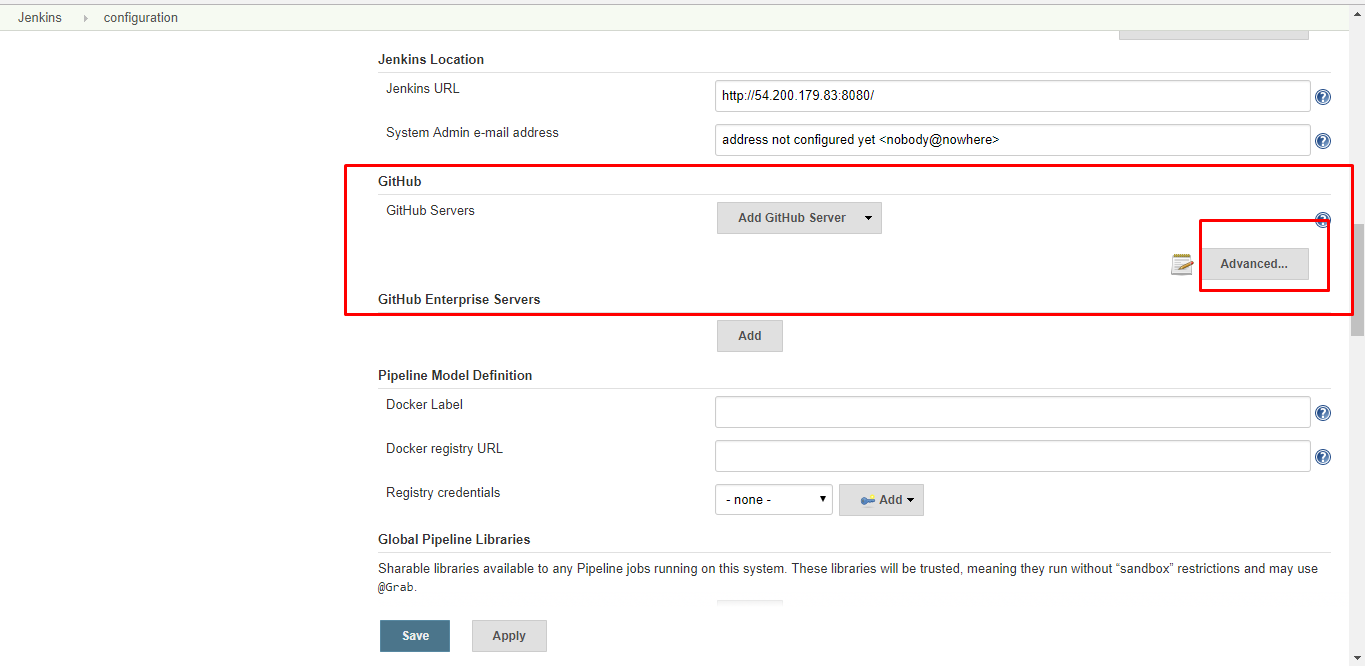 Jenkins configuration
Jenkins Location
Jenkins URL
http://54.200.179.83:8080/
System Admin e-mail address
address not configured yet <nobody@nowhere>
GitHub
GitHub Servers
Add GitHub Server
Advanced...
GitHub Enterprise Servers
Add
Pipeline Model Definition
Docker Label
Docker registry URL
Registry credentials
- none -
Add
Global Pipeline Libraries
Sharable libraries available to any Pipeline jobs running on this system. These libraries will be trusted, meaning they run without “sandbox” restrictions and may use
@Grab.
Save
Apply